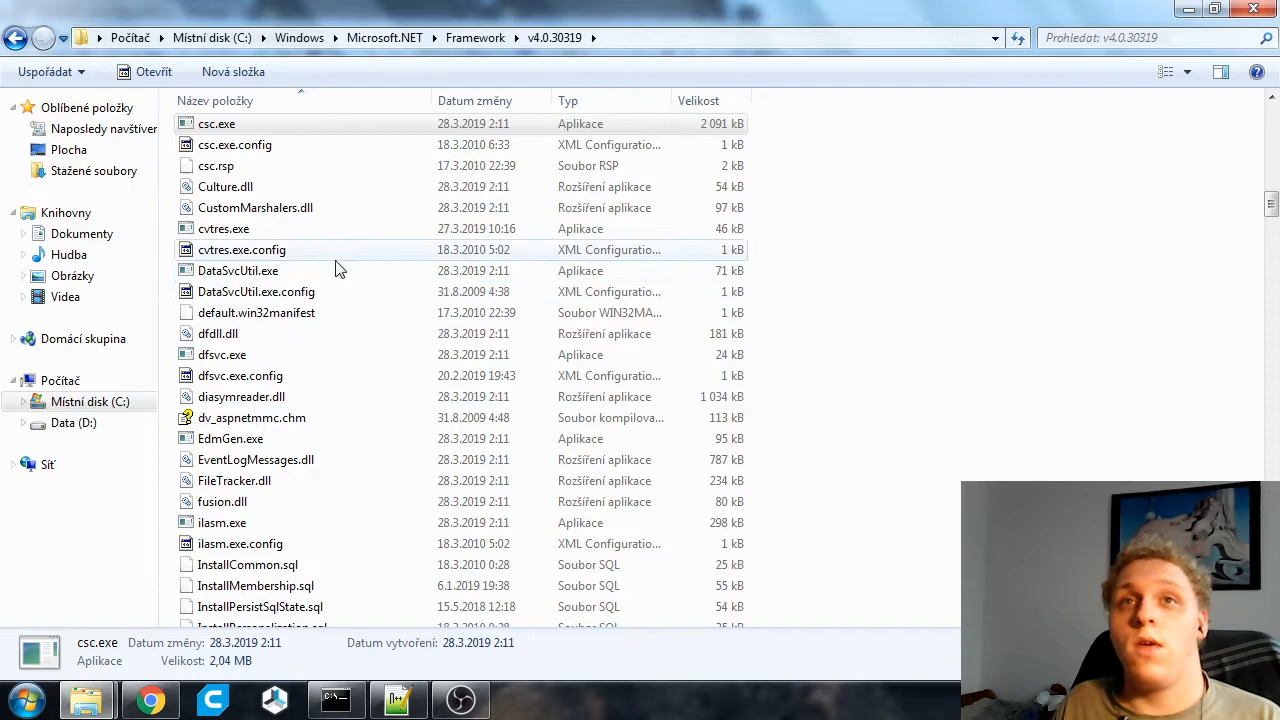 Počítač Místní disk (C:) Windows Microsoft.NET Framework v4.0.30319 Prohledat: v4.0.30319
Uspořádat Otevřít Nová složka
Oblíbené položky
Naposledy navštíver
Plocha
Stažené soubory
Knihovny
Dokumenty
Hudba
Obrázky
Videa
Domácí skupina
Počítač
Místní disk (C:)
Data (D:)
Síť
Název položky Datum změny Typ Velikost
csc.exe 28.3.2019 2:11 Aplikace 2 091 kB
csc.exe.config 18.3.2010 6:33 XML Configuratio... 1 kB
csc.rsp 17.3.2010 22:39 Soubor RSP 2 kB
Culture.dll 28.3.2019 2:11 Rozšíření aplikace 54 kB
CustomMarshalers.dll 28.3.2019 2:11 Rozšíření aplikace 97 kB
cvtres.exe 27.3.2019 10:16 Aplikace 46 kB
cvtres.exe.config 18.3.2010 5:02 XML Configuratio... 1 kB
DataSvcUtil.exe 28.3.2019 2:11 Aplikace 71 kB
DataSvcUtil.exe.config 31.8.2009 4:38 XML Configuratio... 1 kB
default.win32manifest 17.3.2010 22:39 Soubor WIN32MA... 1 kB
dfdll.dll 28.3.2019 2:11 Rozšíření aplikace 181 kB
dfsvc.exe 28.3.2019 2:11 Aplikace 24 kB
dfsvc.exe.config 20.2.2019 19:43 XML Configuratio... 1 kB
diasymreader.dll 28.3.2019 2:11 Rozšíření aplikace 1 034 kB
dv_aspnetmmc.chm 31.8.2009 4:48 Soubor kompilova... 113 kB
EdmGen.exe 28.3.2019 2:11 Aplikace 95 kB
EventLogMessages.dll 28.3.2019 2:11 Rozšíření aplikace 787 kB
FileTracker.dll 28.3.2019 2:11 Rozšíření aplikace 234 kB
fusion.dll 28.3.2019 2:11 Rozšíření aplikace 80 kB
ilasm.exe 28.3.2019 2:11 Aplikace 298 kB
ilasm.exe.config 18.3.2010 5:02 XML Configuratio... 1 kB
InstallCommon.sql 18.3.2010 0:28 Soubor SQL 25 kB
InstallMembership.sql 6.1.2019 19:38 Soubor SQL 55 kB
InstallPersistSqlState.sql 15.5.2018 12:18 Soubor SQL 54 kB
csc.exe Datum změny: 28.3.2019 2:11 Datum vytvoření: 28.3.2019 2:11
Aplikace Velikost: 2,04 MB